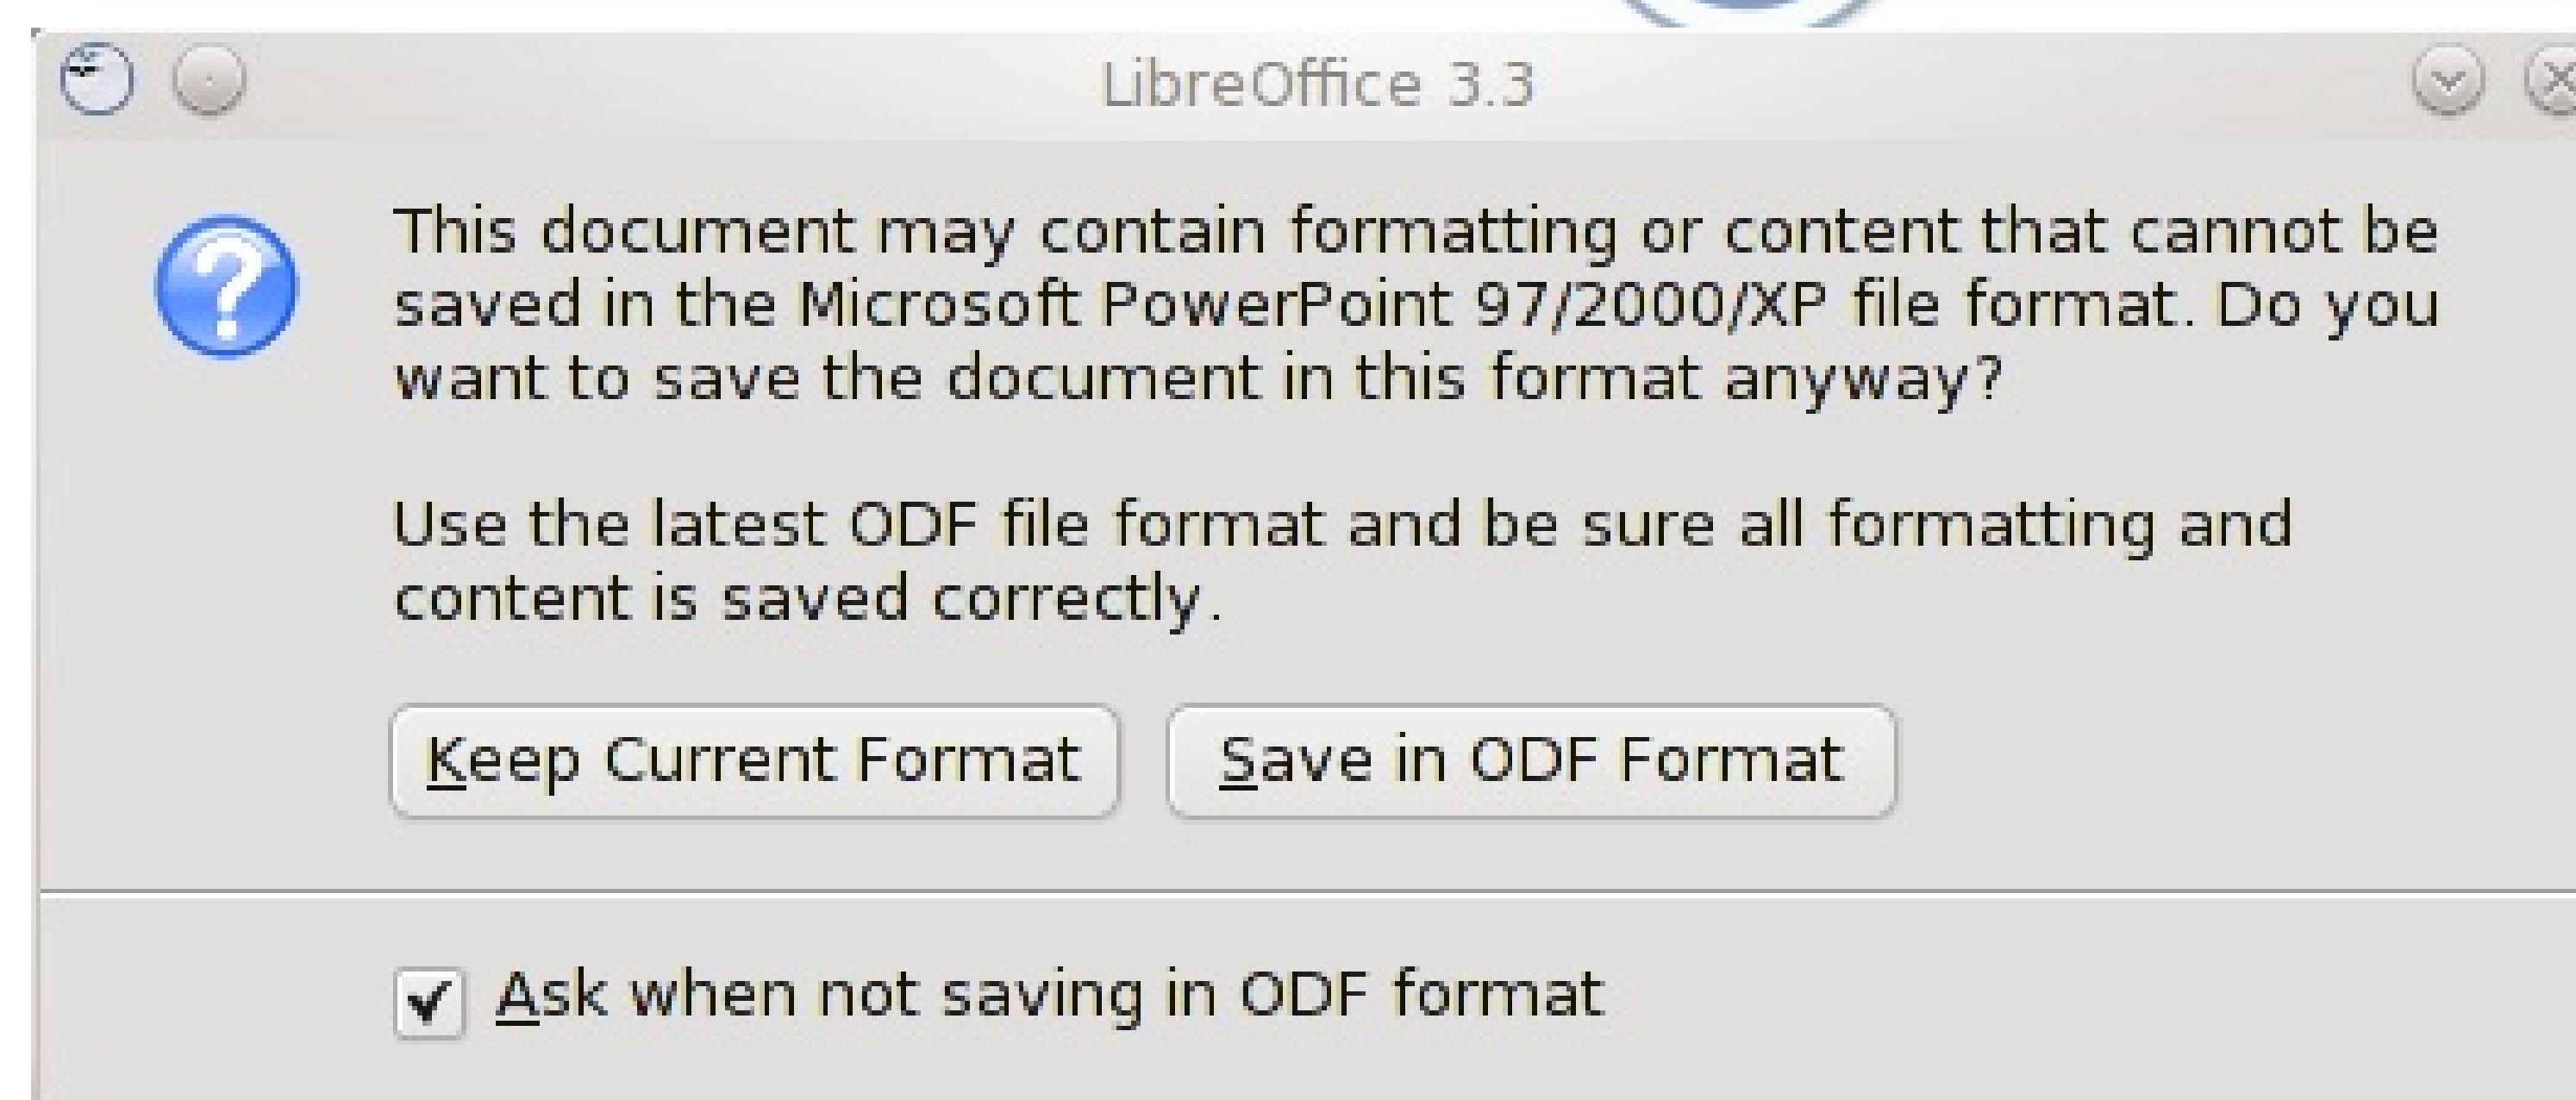 LibreOffice 3.3
This document may contain formatting or content that cannot be
saved in the Microsoft PowerPoint 97/2000/XP file format. Do you
want to save the document in this format anyway?
Use the latest ODF file format and be sure all formatting and
content is saved correctly.
Keep Current Format
Save in ODF Format
Ask when not saving in ODF format